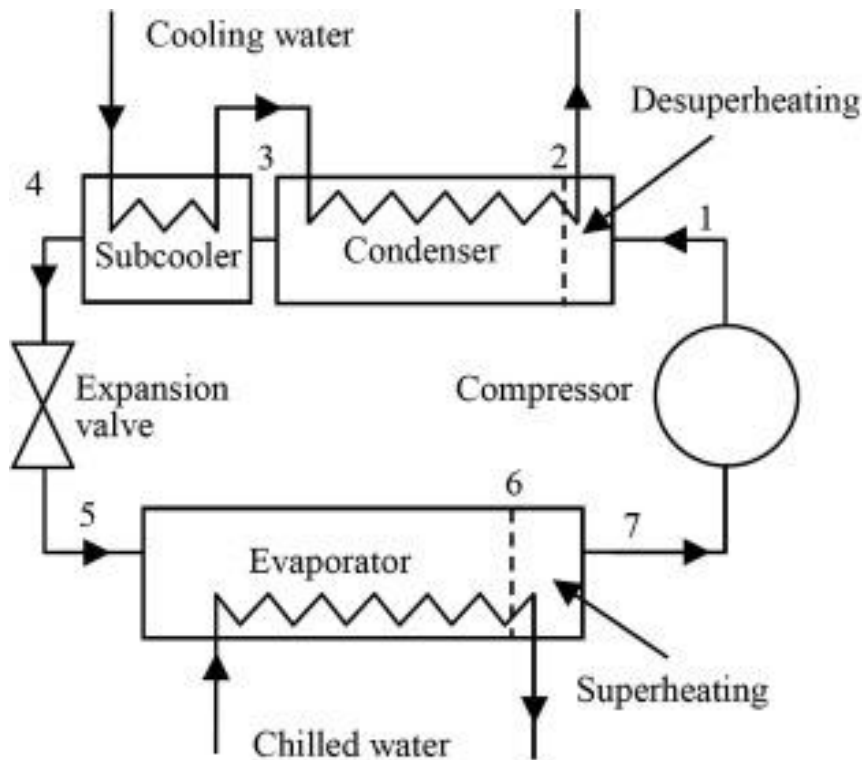 Cooling water
Desuperheating
4
3
2
1
Subcooler
Condenser
Expansion
valve
Compressor
5
6
7
Evaporator
Superheating
Chilled water